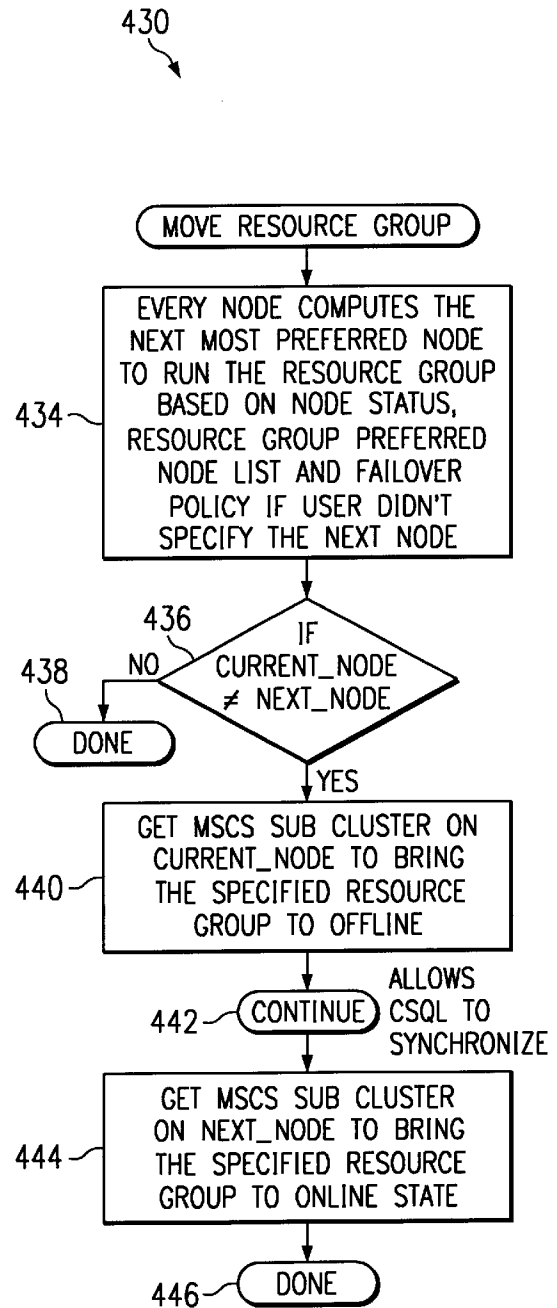 430
MOVE RESOURCE GROUP
EVERY NODE COMPUTES THE
NEXT MOST PREFERRED NODE
TO RUN THE RESOURCE GROUP
BASED ON NODE STATUS,
RESOURCE GROUP PREFERRED
NODE LIST AND FAILOVER
POLICY IF USER DIDN'T
SPECIFY THE NEXT NODE
434
436
IF
CURRENT_NODE
≠ NEXT_NODE
NO
438
DONE
YES
GET MSCS SUB CLUSTER ON
CURRENT_NODE TO BRING
THE SPECIFIED RESOURCE
GROUP TO OFFLINE
440
442
CONTINUE
ALLOWS
CSQL TO
SYNCHRONIZE
GET MSCS SUB CLUSTER
ON NEXT_NODE TO BRING
THE SPECIFIED RESOURCE
GROUP TO ONLINE STATE
444
446
DONE